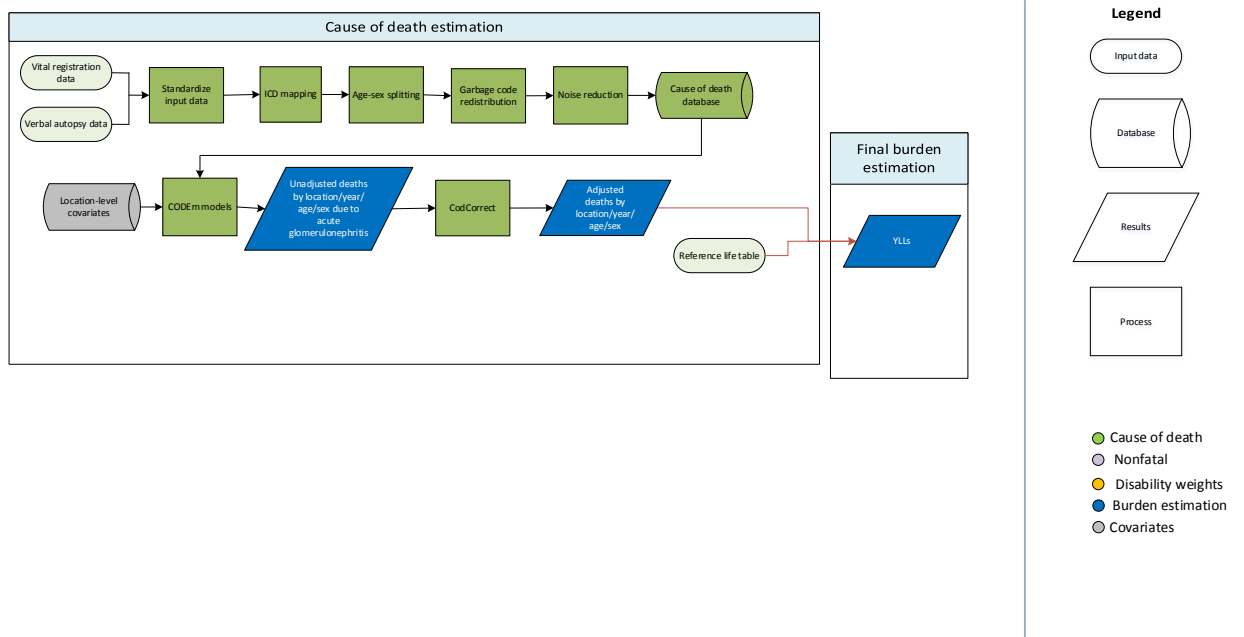 Cause of death estimation
Vital registration
data
Verbal autopsy data
Standardize
input data
ICD mapping
Age-sex splitting
Garbage code
redistribution
Noise reduction
Cause of death
database
Location-level
covariates
CODEm models
Unadjusted deaths
by location/year/
age/sex due to
acute
glomerulonephritis
CodCorrect
Adjusted
deaths by
location/year/
age/sex
Reference life table
Final burden
estimation
YLLs
Legend
Input data
Database
Results
Process
Cause of death
Nonfatal
Disability weights
Burden estimation
Covariates